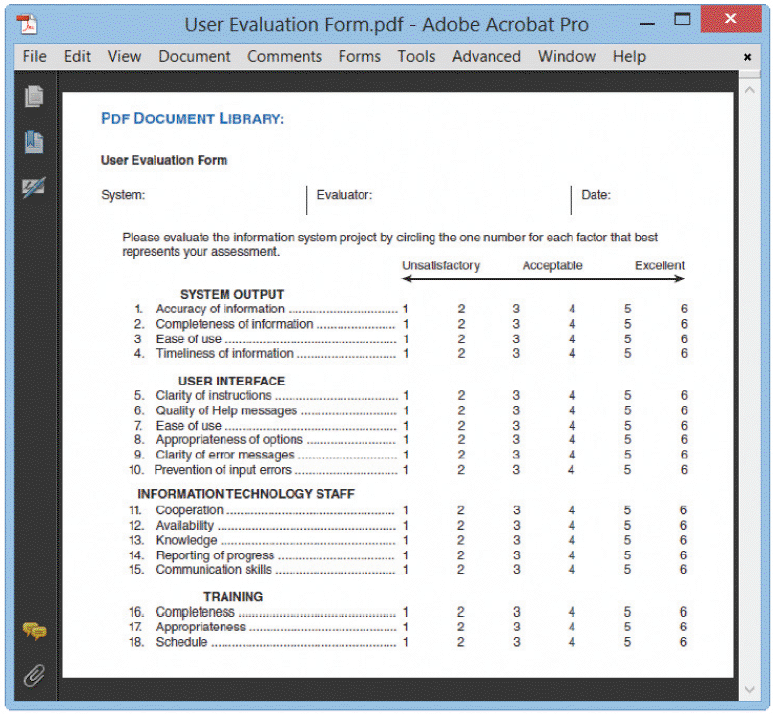 User Evaluation Form.pdf - Adobe Acrobat Pro
File Edit View Document Comments Forms Tools Advanced Window Help
PDF DOCUMENT LIBRARY:
User Evaluation Form
System: Evaluator: Date:
Please evaluate the information system project by circling the one number for each factor that best
represents your assessment.
Unsatisfactory Acceptable Excellent
SYSTEM OUTPUT
1. Accuracy of information ................................ 1 2 3 4 5 6
2. Completeness of information ....................... 1 2 3 4 5 6
3 Ease of use .................................................. 1 2 3 4 5 6
4. Timeliness of information ............................. 1 2 3 4 5 6
USER INTERFACE
5. Clarity of instructions .................................... 1 2 3 4 5 6
6. Quality of Help messages ............................ 1 2 3 4 5 6
7. Ease of use .................................................. 1 2 3 4 5 6
8. Appropriateness of options .......................... 1 2 3 4 5 6
9. Clarity of error messages ............................. 1 2 3 4 5 6
10. Prevention of input errors .............................. 1 2 3 4 5 6
INFORMATION TECHNOLOGY STAFF
11. Cooperation ................................................. 1 2 3 4 5 6
12. Availability .................................................... 1 2 3 4 5 6
13. Knowledge ................................................... 1 2 3 4 5 6
14. Reporting of progress .................................. 1 2 3 4 5 6
15. Communication skills ................................... 1 2 3 4 5 6
TRAINING
16. Completeness .............................................. 1 2 3 4 5 6
17. Appropriateness ........................................... 1 2 3 4 5 6
18. Schedule ...................................................... 1 2 3 4 5 6